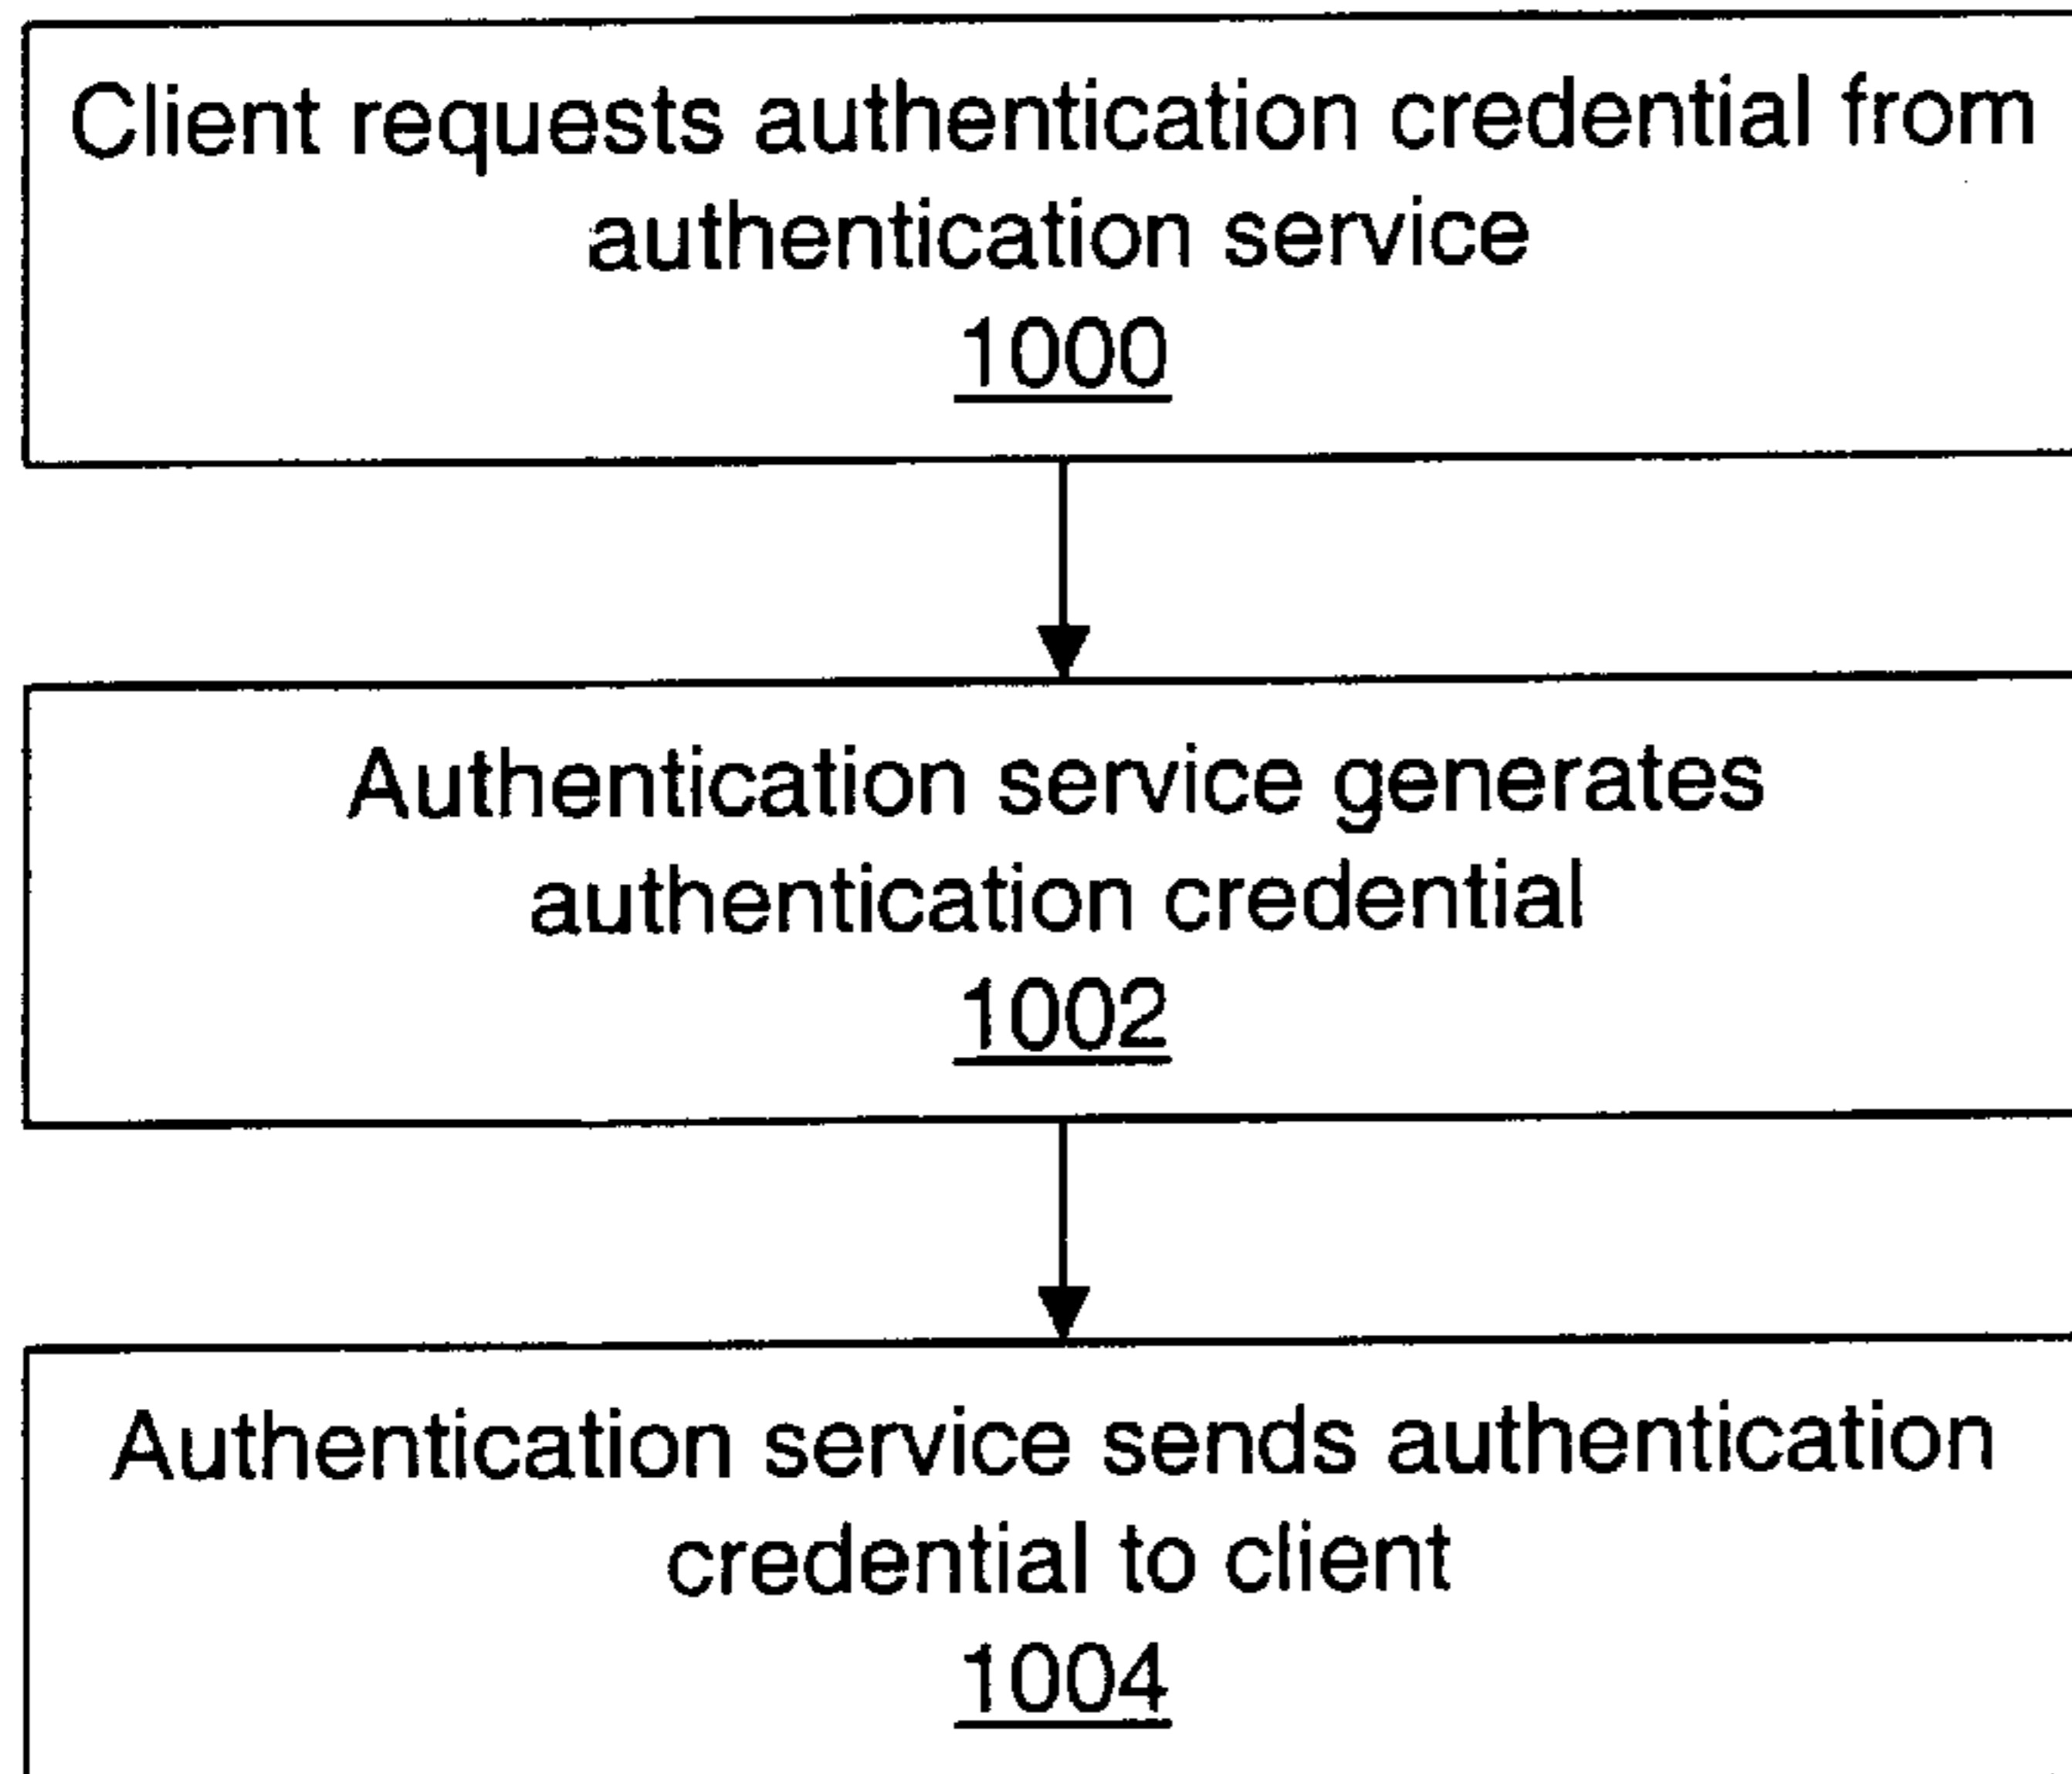 Client requests authentication credential from
authentication service
1000
Authentication service generates
authentication credential
1002
Authentication service sends authentication
credential to client
1004